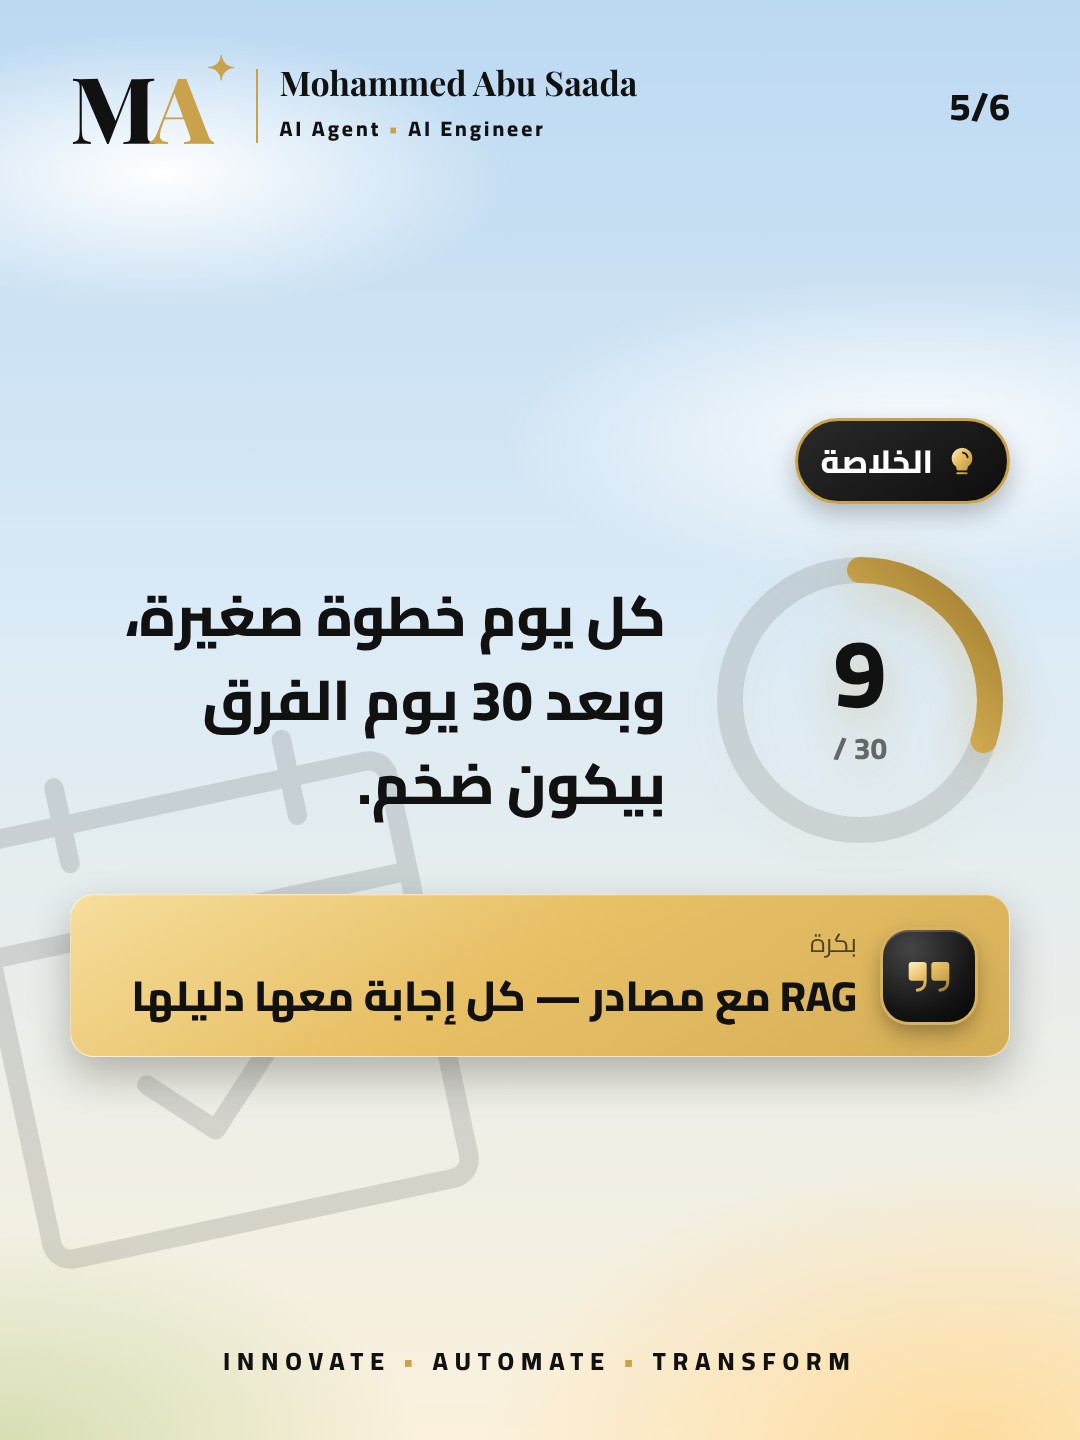 MA
Mohammed Abu Saada
AI Agent ▪ AI Engineer
5/6
الخلاصة
9
/ 30
كل يوم خطوة صغيرة،
وبعد 30 يوم الفرق
بيكون ضخم.
بكرة
RAG مع مصادر — كل إجابة معها دليلها
INNOVATE ▪ AUTOMATE ▪ TRANSFORM